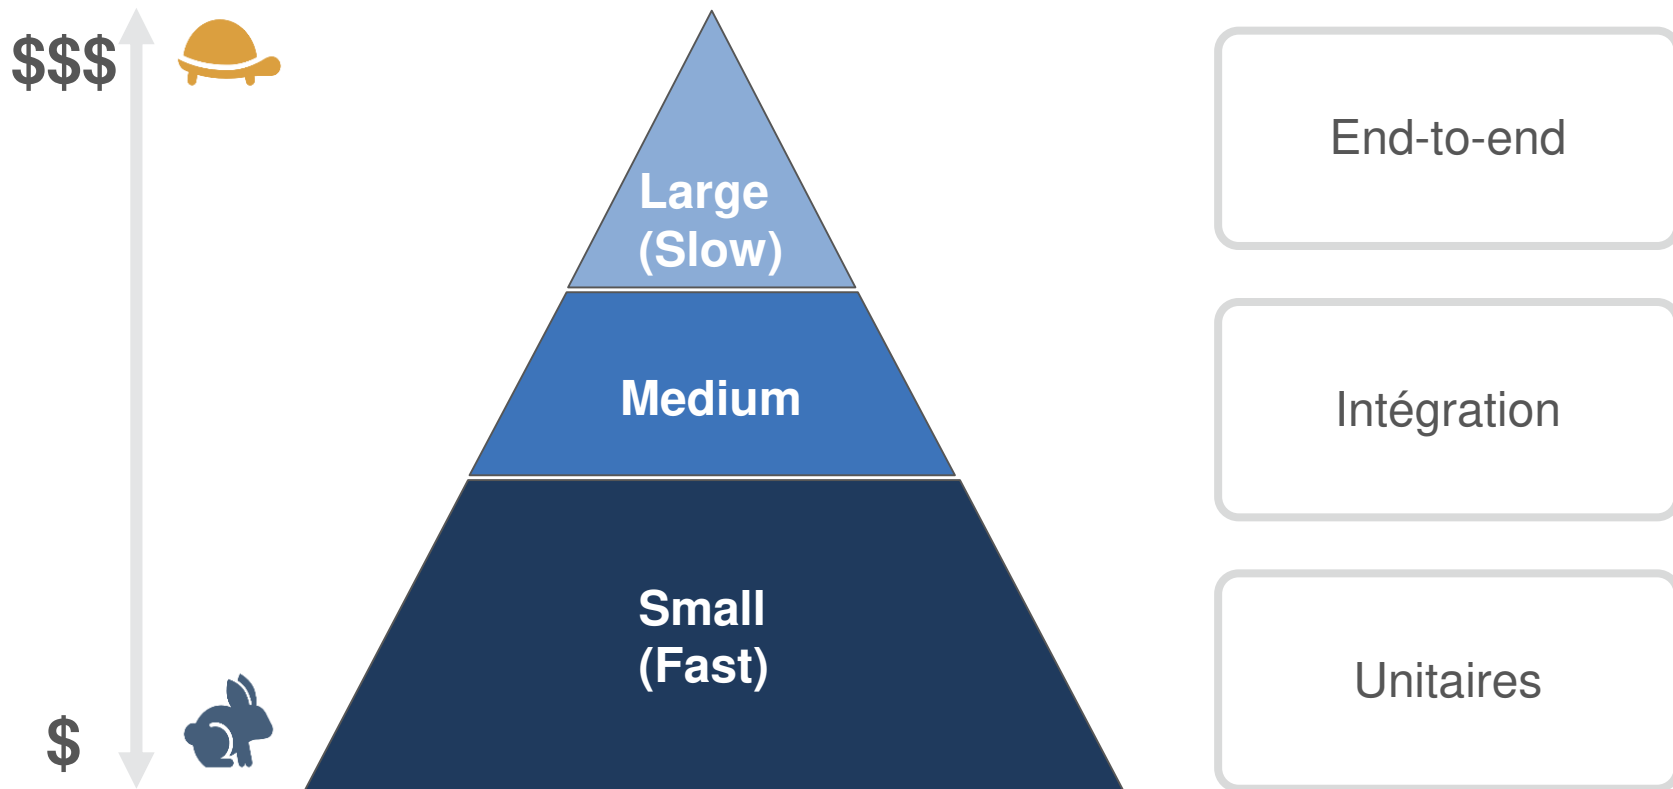 $$$
Large
(Slow)
End-to-end
Medium
Intégration
Small
(Fast)
Unitaires
$